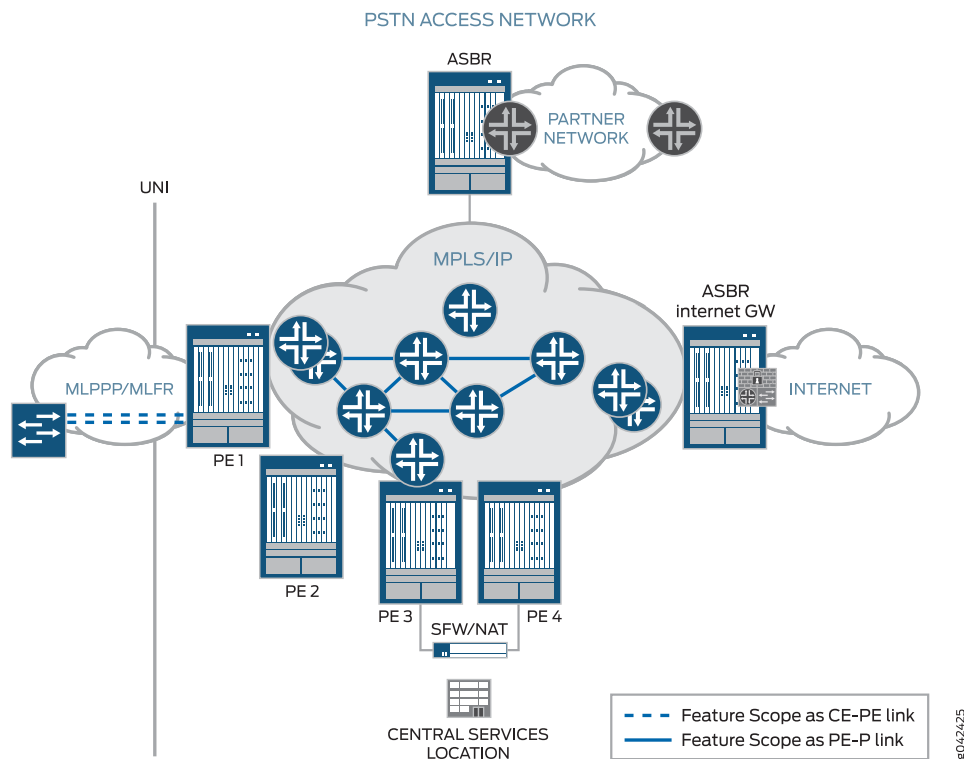 PSTN ACCESS NETWORK
ASBR
PARTNER
NETWORK
UNI
MPLS/IP
ASBR
internet GW
MLPPP/MLFR
INTERNET
PE 1
PE 2
PE 3
PE 4
SFW/NAT
CENTRAL SERVICES
LOCATION
Feature Scope as CE-PE link
Feature Scope as PE-P link
g042425